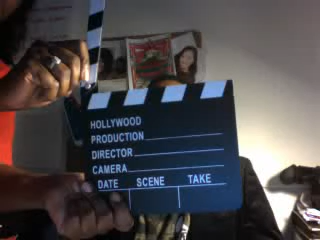 HOLLYWOOD
PRODUCTION
DIRECTOR
CAMERA
DATE SCENE TAKE